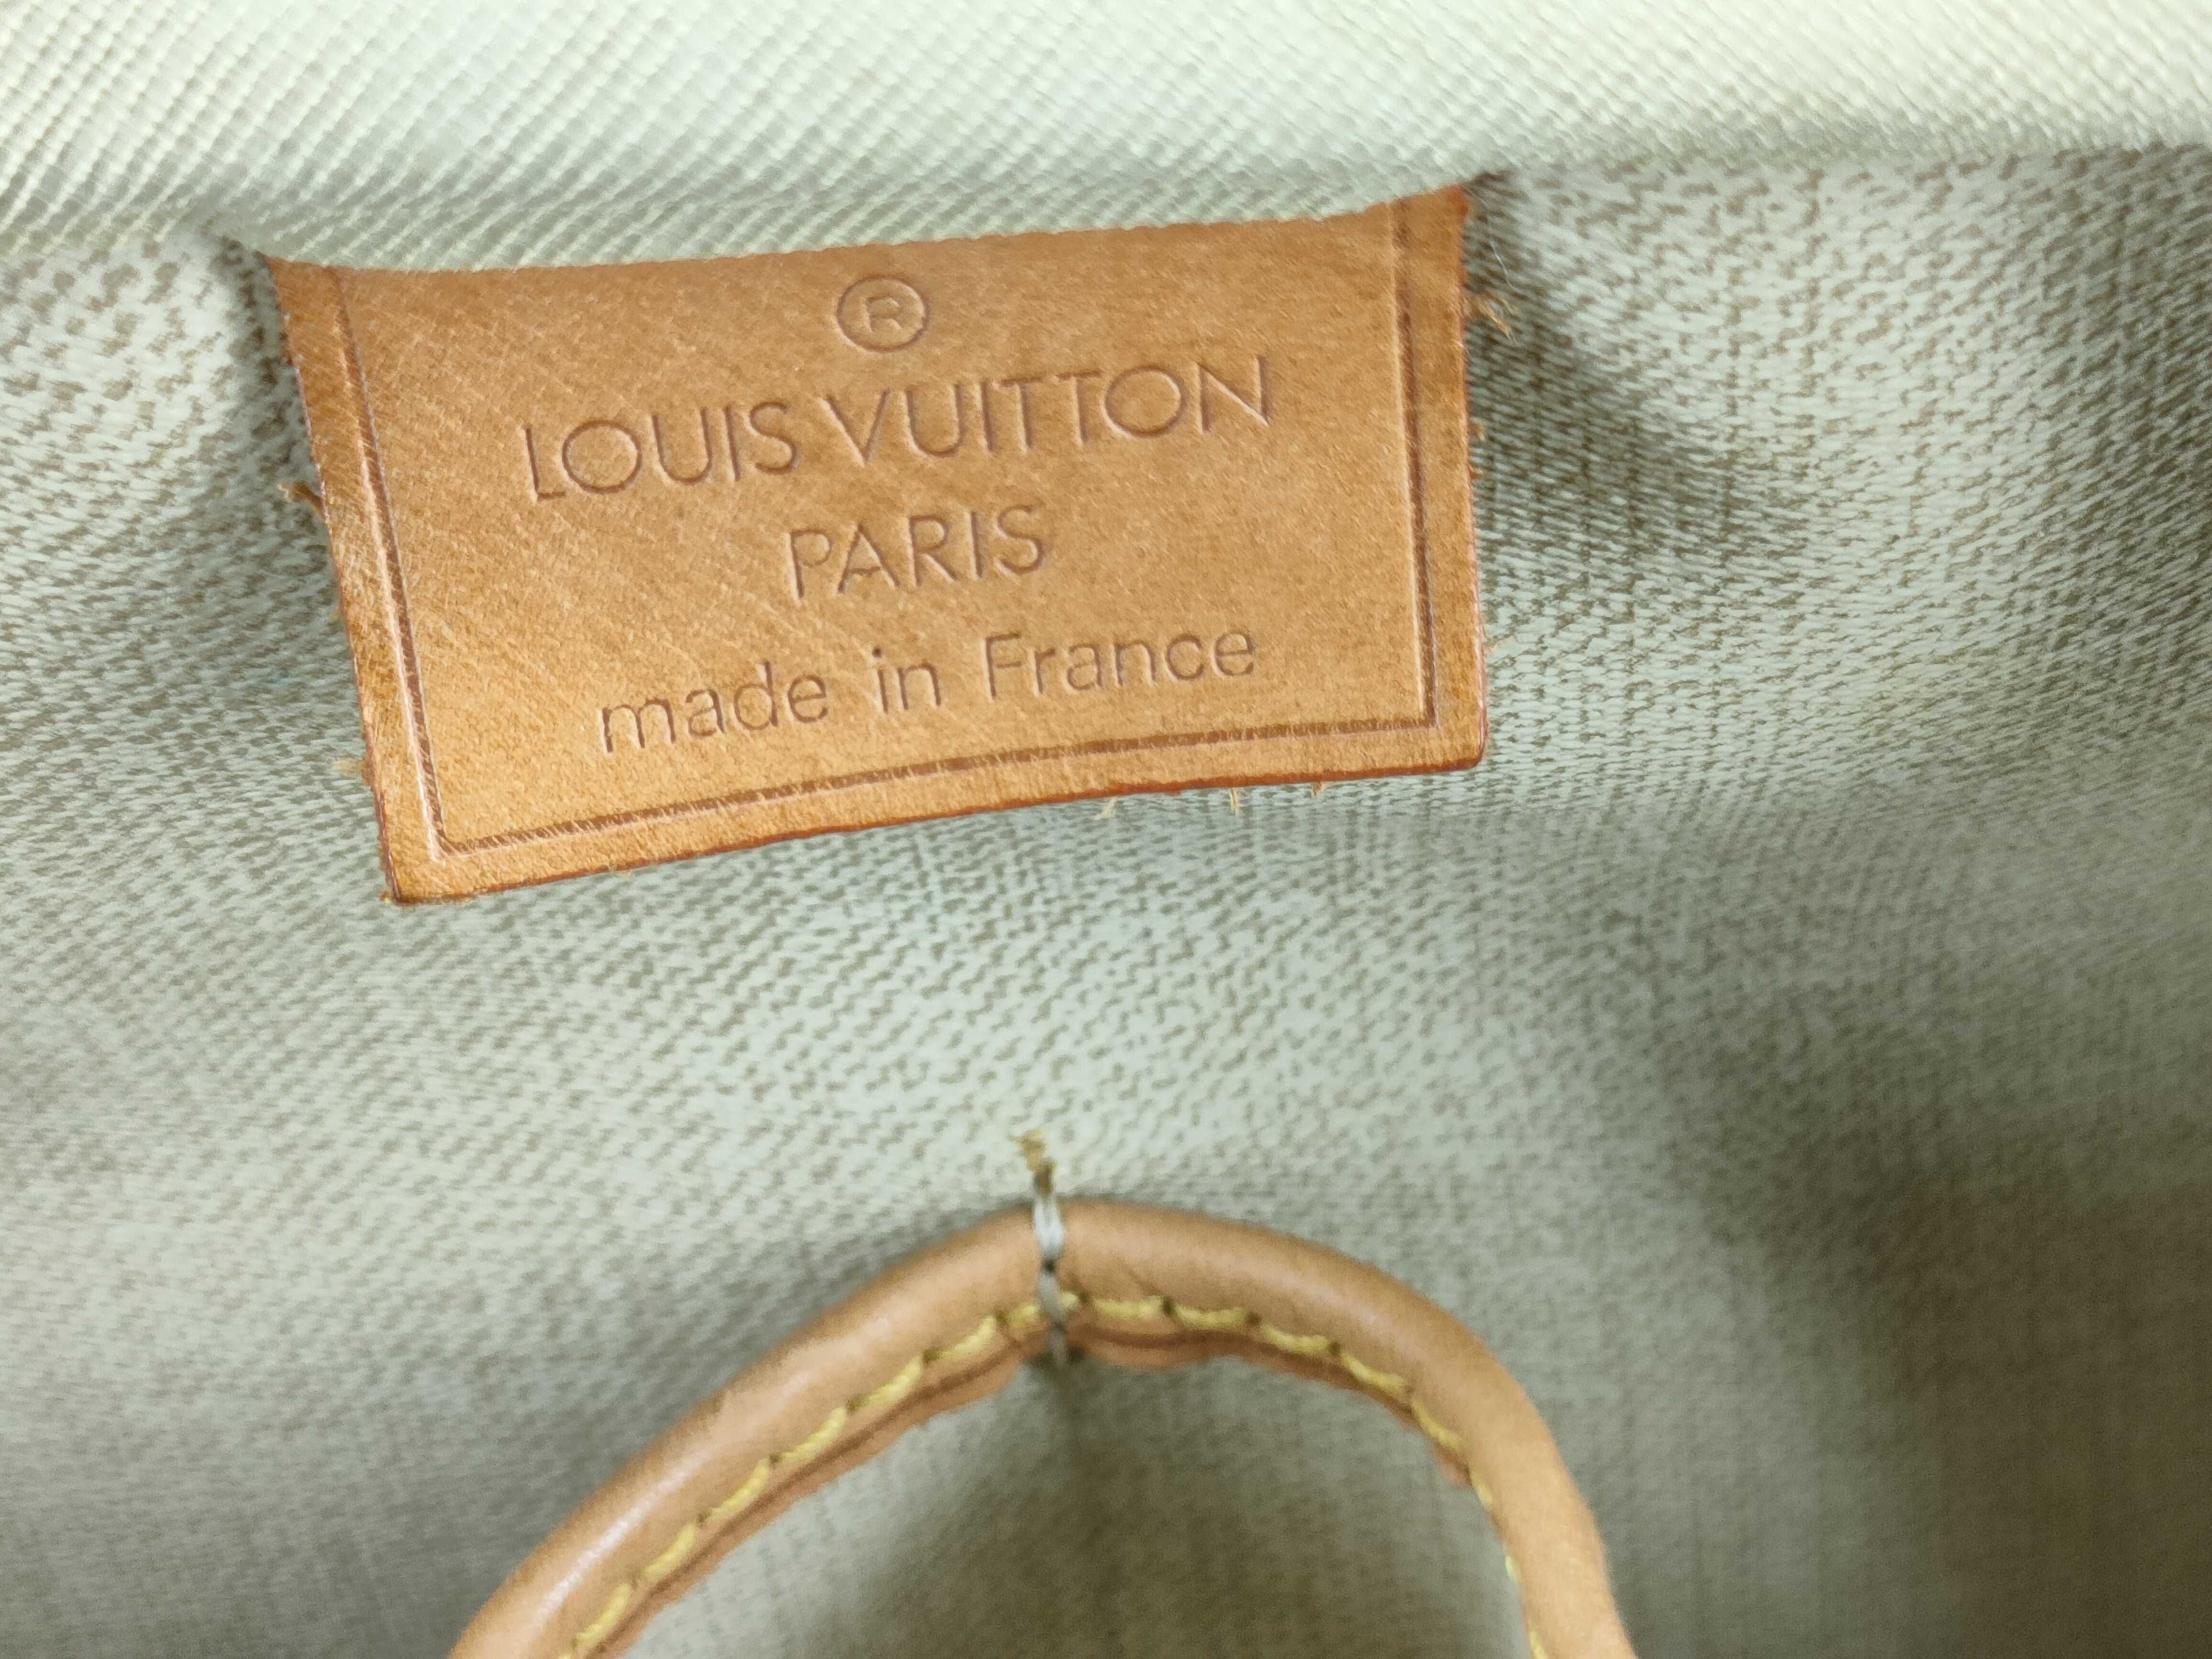 ®
LOUIS VUITTON
PARIS
made in France